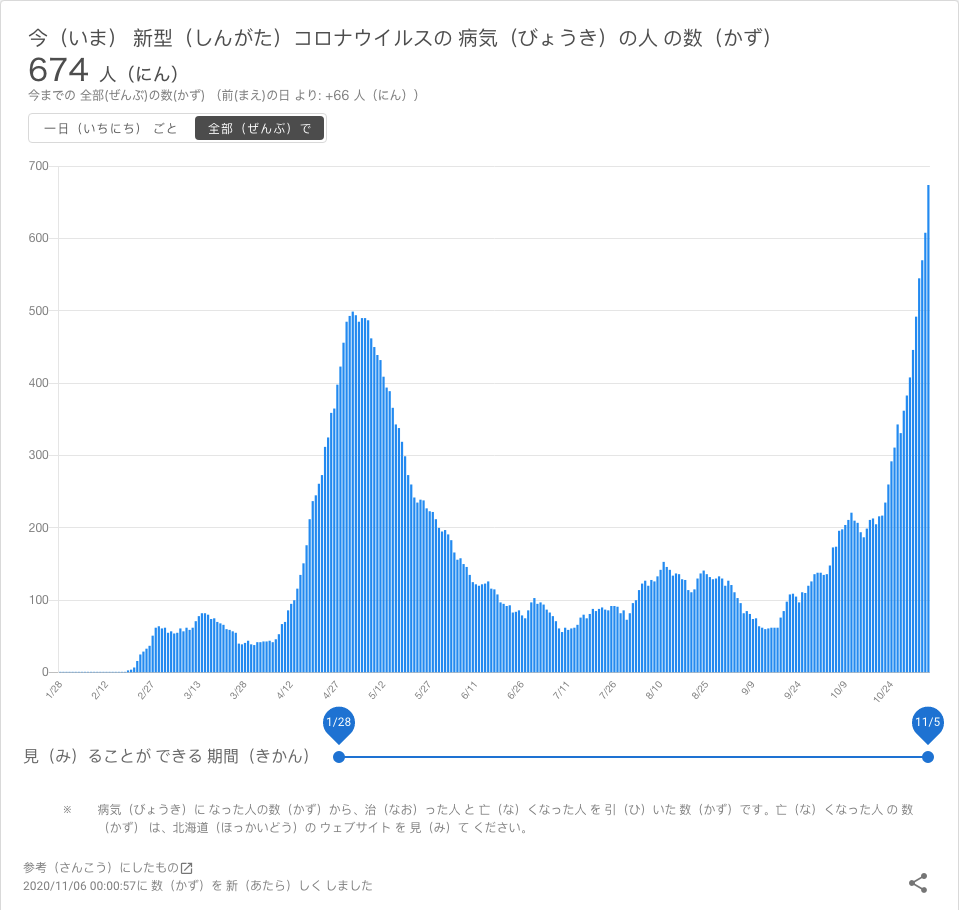 今（いま） 新型（しんがた）コロナウイルスの 病気（びょうき）の人 の数（かず）
674 人（にん）
今までの 全部(ぜんぶ)の数(かず) （前(まえ)の日 より: +66 人（にん））
一日（いちにち） ごと 全部（ぜんぶ）で
700
600
500
400
300
200
100
0
1/28 2/12 2/27 3/13 3/28 4/12 4/27 5/12 5/27 6/11 6/26 7/11 7/26 8/10 8/25 9/9 9/24 10/9 10/24
1/28 11/5
見（み）ることが できる 期間（きかん）
※ 病気（びょうき）に なった人の数（かず）から、治（なお）った人 と 亡（な）くなった人 を 引（ひ）いた 数（かず）です。亡（な）くなった人 の 数
（かず） は、北海道（ほっかいどう）の ウェブサイト を 見（み）て ください。
参考（さんこう）にしたもの
2020/11/06 00:00:57に 数（かず）を 新（あたら）しく しました